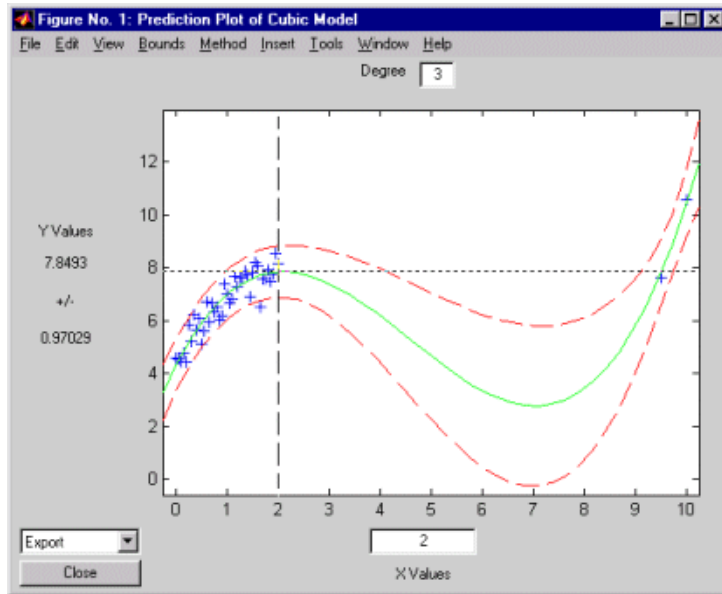 Figure No. 1: Prediction Plot of Cubic Model
File Edit View Bounds Method Insert Tools Window Help
Degree 3
12
10
8
6
4
2
0
Y Values
7.8493
+/-
0.97029
0 1 2 3 4 5 6 7 8 9 10
Export
2
Close
X Values